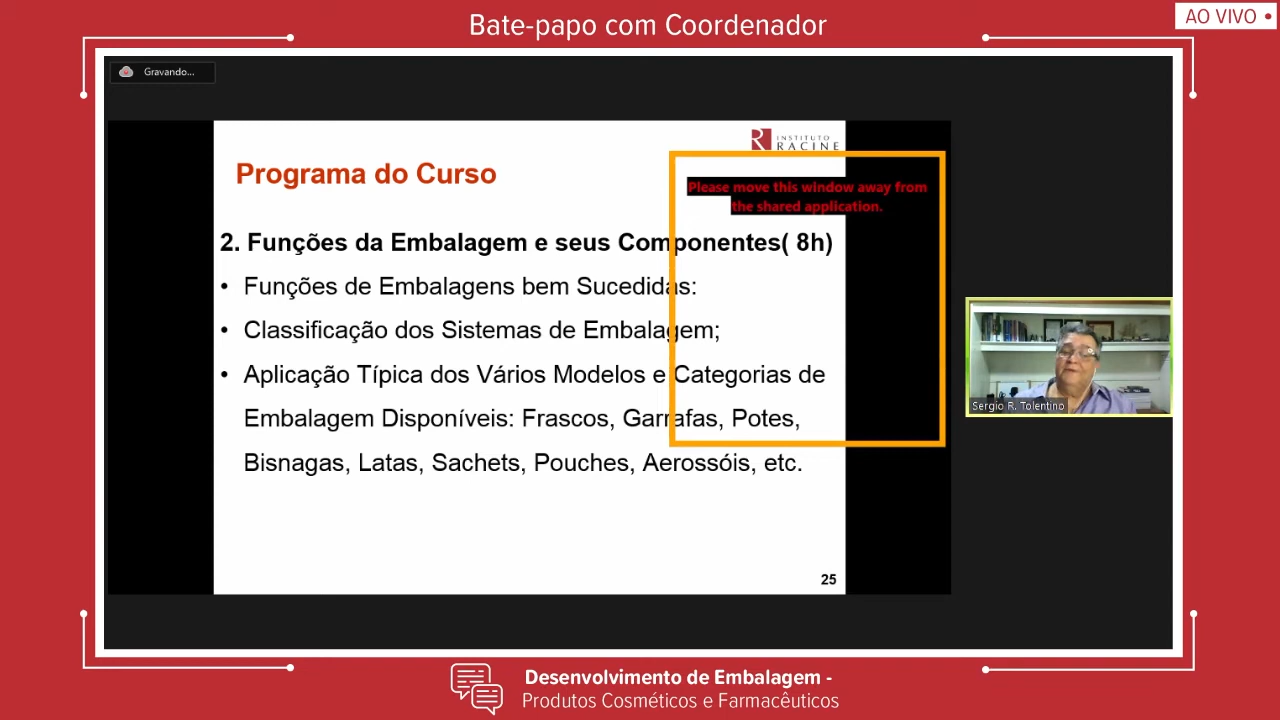 Bate-papo com Coordenador
AO VIVO
Gravando...
INSTITUTO
RACINE
Programa do Curso
Please move this window away from
the shared application.
2. Funções da Embalagem e seus Componentes( 8h)
• Funções de Embalagens bem Sucedidas:
• Classificação dos Sistemas de Embalagem;
• Aplicação Típica dos Vários Modelos e Categorias de
Embalagem Disponíveis: Frascos, Garrafas, Potes,
Bisnagas, Latas, Sachets, Pouches, Aerossóis, etc.
Sergio R. Tolentino
25
Desenvolvimento de Embalagem -
Produtos Cosméticos e Farmacêuticos